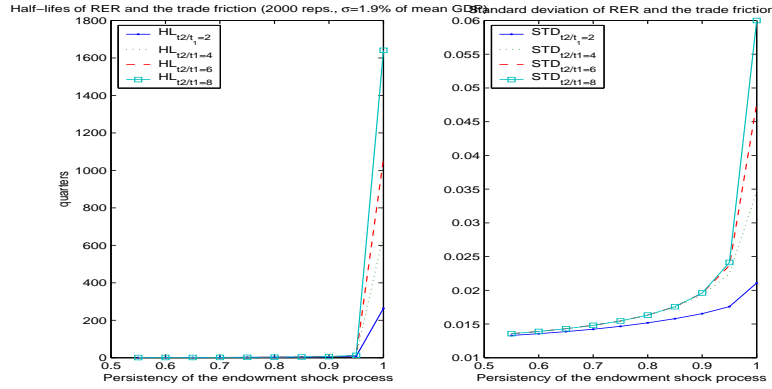 Half−lifes of RER and the trade friction (2000 reps., σ=1.9% of mean GDP)
1800
1600
1400
1200
1000
800
600
400
200
0
quarters
HLt2/t1=2
HLt2/t1=4
HLt2/t1=6
HLt2/t1=8
0.5
0.6
0.7
0.8
0.9
1
Persistency of the endowment shock process
Standard deviation of RER and the trade friction
0.06
0.055
0.05
0.045
0.04
0.035
0.03
0.025
0.02
0.015
0.01
STDt2/t1=2
STDt2/t1=4
STDt2/t1=6
STDt2/t1=8
0.5
0.6
0.7
0.8
0.9
1
Persistency of the endowment shock process